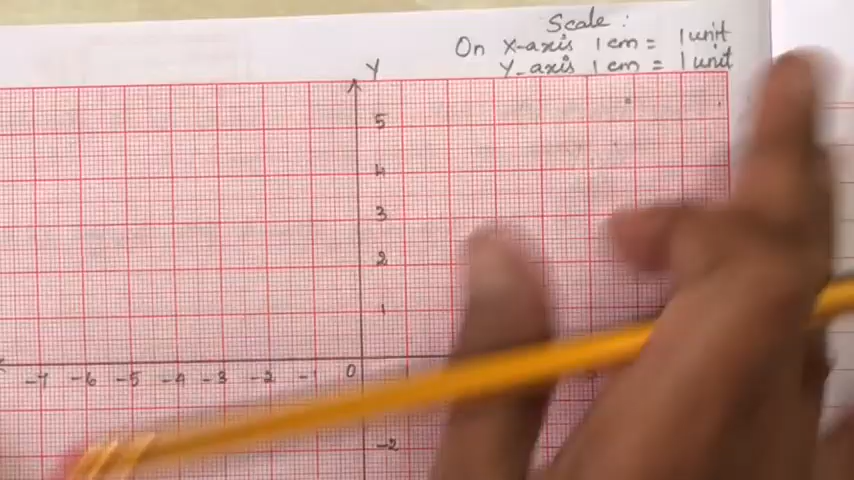 Scale :
On X-axis 1 cm = 1 unit
Y-axis 1 cm = 1 unit
Y
5
4
3
2
1
-7 -6 -5 -4 -3 -2 -1 0
-2